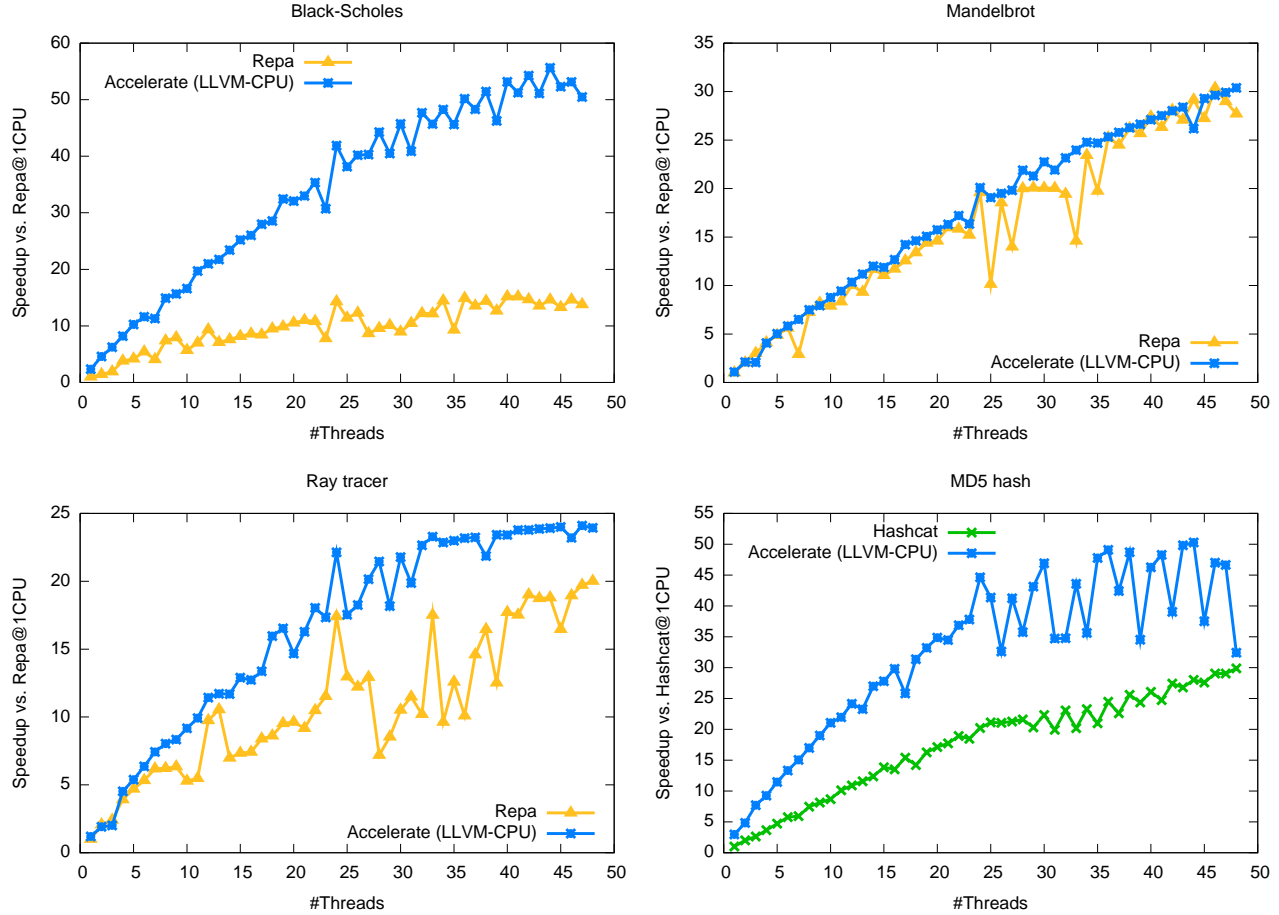 Black-Scholes
Speedup vs. Repa@1CPU
60
50
40
30
20
10
0
Repa
Accelerate (LLVM-CPU)
0 5 10 15 20 25 30 35 40 45 50
#Threads
Mandelbrot
Speedup vs. Repa@1CPU
35
30
25
20
15
10
5
0
Repa
Accelerate (LLVM-CPU)
0 5 10 15 20 25 30 35 40 45 50
#Threads
Ray tracer
Speedup vs. Repa@1CPU
25
20
15
10
5
0
Repa
Accelerate (LLVM-CPU)
0 5 10 15 20 25 30 35 40 45 50
#Threads
MD5 hash
Speedup vs. Hashcat@1CPU
55
50
45
40
35
30
25
20
15
10
5
0
Hashcat
Accelerate (LLVM-CPU)
0 5 10 15 20 25 30 35 40 45 50
#Threads